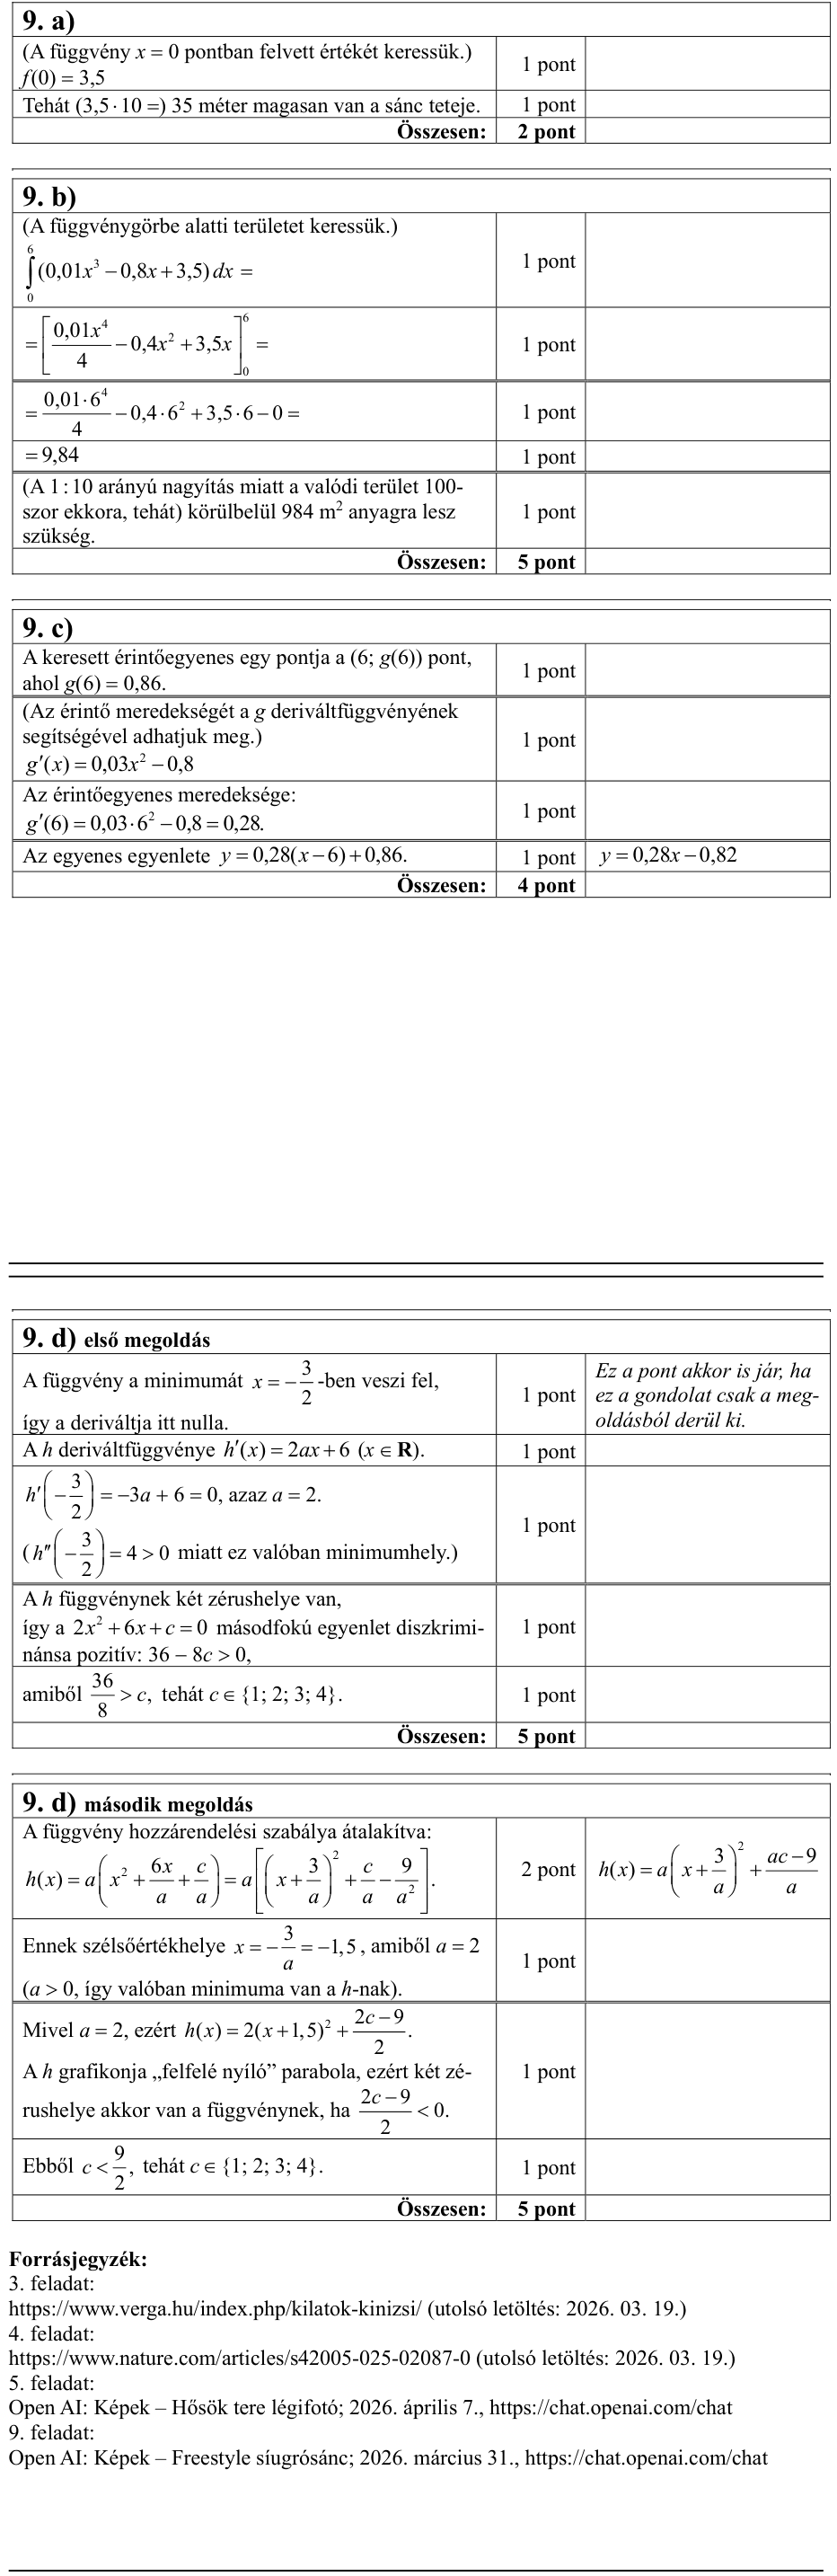 9. a)
(A függvény x = 0 pontban felvett értékét keressük.)
f(0) = 3,5
1 pont
Tehát (3,5 · 10 =) 35 méter magasan van a sánc teteje. 1 pont
Összesen: 2 pont
9. b)
(A függvénygörbe alatti területet keressük.)
∫₀⁶ (0,01x³ − 0,8x + 3,5) dx =
1 pont
= [0,01x⁴/4 − 0,4x² + 3,5x]₀⁶ = 1 pont
= 0,01·6⁴/4 − 0,4·6² + 3,5·6 − 0 = 1 pont
= 9,84 1 pont
(A 1 : 10 arányú nagyítás miatt a valódi terület 100-
szor ekkora, tehát) körülbelül 984 m² anyagra lesz
szükség.
1 pont
Összesen: 5 pont
9. c)
A keresett érintőegyenes egy pontja a (6; g(6)) pont,
ahol g(6) = 0,86.
1 pont
(Az érintő meredekségét a g deriváltfüggvényének
segítségével adhatjuk meg.)
g′(x) = 0,03x² − 0,8
1 pont
Az érintőegyenes meredeksége:
g′(6) = 0,03·6² − 0,8 = 0,28.
1 pont
Az egyenes egyenlete y = 0,28(x − 6) + 0,86. 1 pont y = 0,28x − 0,82
Összesen: 4 pont
9. d) első megoldás
A függvény a minimumát x = −3/2 -ben veszi fel,
így a deriváltja itt nulla.
1 pont
Ez a pont akkor is jár, ha
ez a gondolat csak a meg-
oldásból derül ki.
A h deriváltfüggvénye h′(x) = 2ax + 6 (x ∈ R). 1 pont
h′(−3/2) = −3a + 6 = 0, azaz a = 2.
(h″(−3/2) = 4 > 0 miatt ez valóban minimumhely.)
1 pont
A h függvénynek két zérushelye van,
így a 2x² + 6x + c = 0 másodfokú egyenlet diszkrimi-
nánsa pozitív: 36 − 8c > 0,
1 pont
amiből 36/8 > c, tehát c ∈ {1; 2; 3; 4}. 1 pont
Összesen: 5 pont
9. d) második megoldás
A függvény hozzárendelési szabálya átalakítva:
h(x) = a(x² + 6x/a + c/a) = a[(x + 3/a)² + c/a − 9/a²].
2 pont
h(x) = a(x + 3/a)² + (ac − 9)/a
Ennek szélsőértékhelye x = −3/a = −1,5, amiből a = 2
(a > 0, így valóban minimuma van a h-nak).
1 pont
Mivel a = 2, ezért h(x) = 2(x + 1,5)² + (2c − 9)/2.
A h grafikonja „felfelé nyíló” parabola, ezért két zé-
rushelye akkor van a függvénynek, ha (2c − 9)/2 < 0.
1 pont
Ebből c < 9/2, tehát c ∈ {1; 2; 3; 4}. 1 pont
Összesen: 5 pont
Forrásjegyzék:
3. feladat:
https://www.verga.hu/index.php/kilatok-kinizsi/ (utolsó letöltés: 2026. 03. 19.)
4. feladat:
https://www.nature.com/articles/s42005-025-02087-0 (utolsó letöltés: 2026. 03. 19.)
5. feladat:
Open AI: Képek – Hősök tere légifotó; 2026. április 7., https://chat.openai.com/chat
9. feladat:
Open AI: Képek – Freestyle síugrósánc; 2026. március 31., https://chat.openai.com/chat